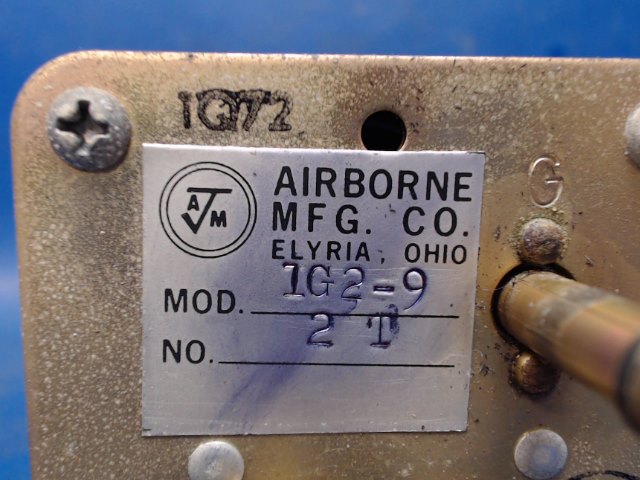 1G72
G
A
T
M
AIRBORNE
MFG. CO.
ELYRIA, OHIO
MOD. 1G2-9
NO. 2 T